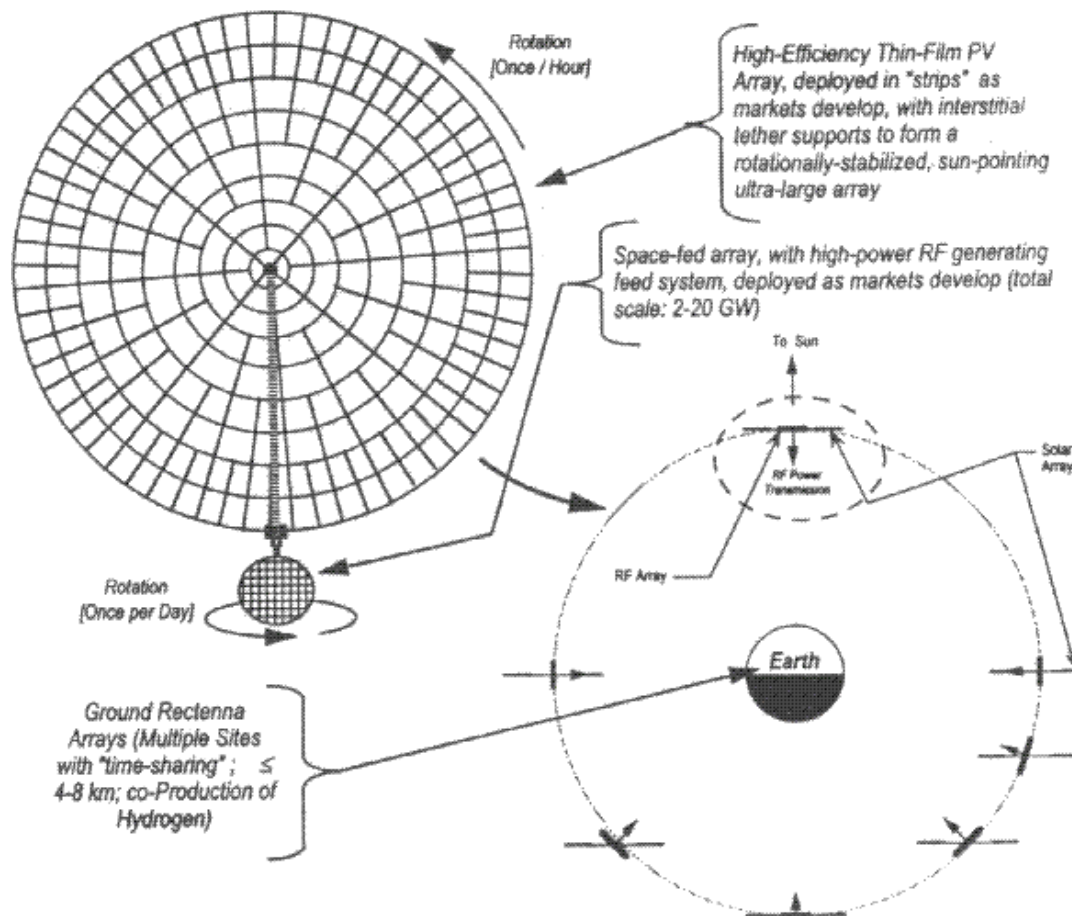 Rotation
[Once / Hour]
High-Efficiency Thin-Film PV
Array, deployed in "strips" as
markets develop, with interstitial
tether supports to form a
rotationally-stabilized, sun-pointing
ultra-large array
Space-fed array, with high-power RF generating
feed system, deployed as markets develop (total
scale: 2-20 GW)
To Sun
Solar
Array
RF Power
Transmission
RF Array
Rotation
[Once per Day]
Earth
Ground Rectenna
Arrays (Multiple Sites
with "time-sharing" ; ≤
4-8 km; co-Production of
Hydrogen)